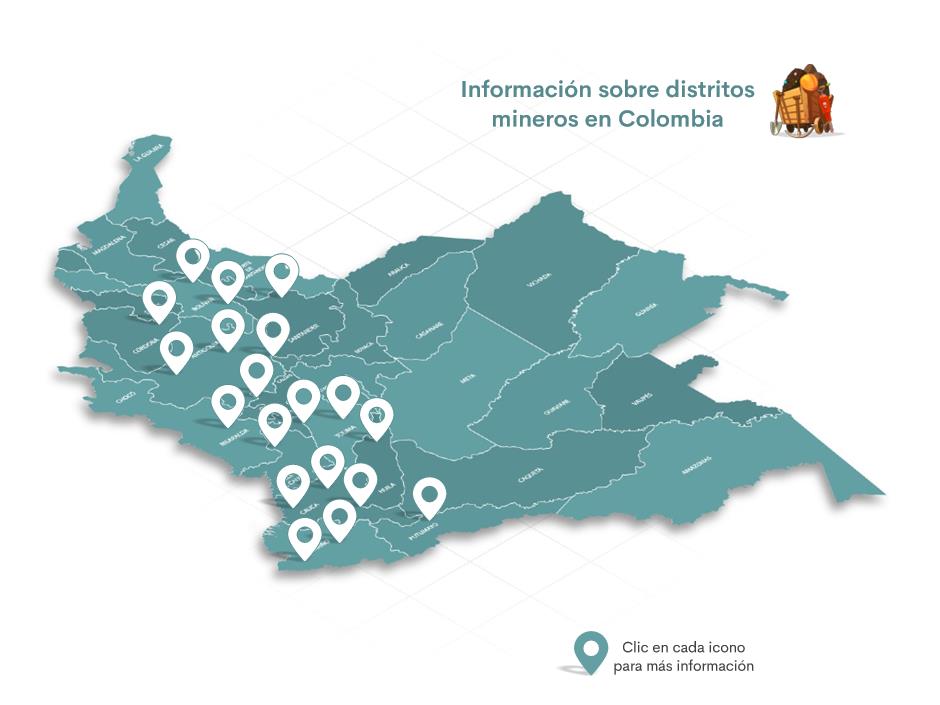 Información sobre distritos
mineros en Colombia
LA GUAJIRA
MAGDALENA
CESAR
ARAUCA
VICHADA
GUAINÍA
CASANARE
SANTANDER
BOYACÁ
CÓRDOBA
META
CHOCÓ
GUAVIARE
VAUPÉS
RISARALDA
TOLIMA
HUILA
CAQUETÁ
AMAZONAS
CAUCA
PUTUMAYO
Clic en cada icono
para más información